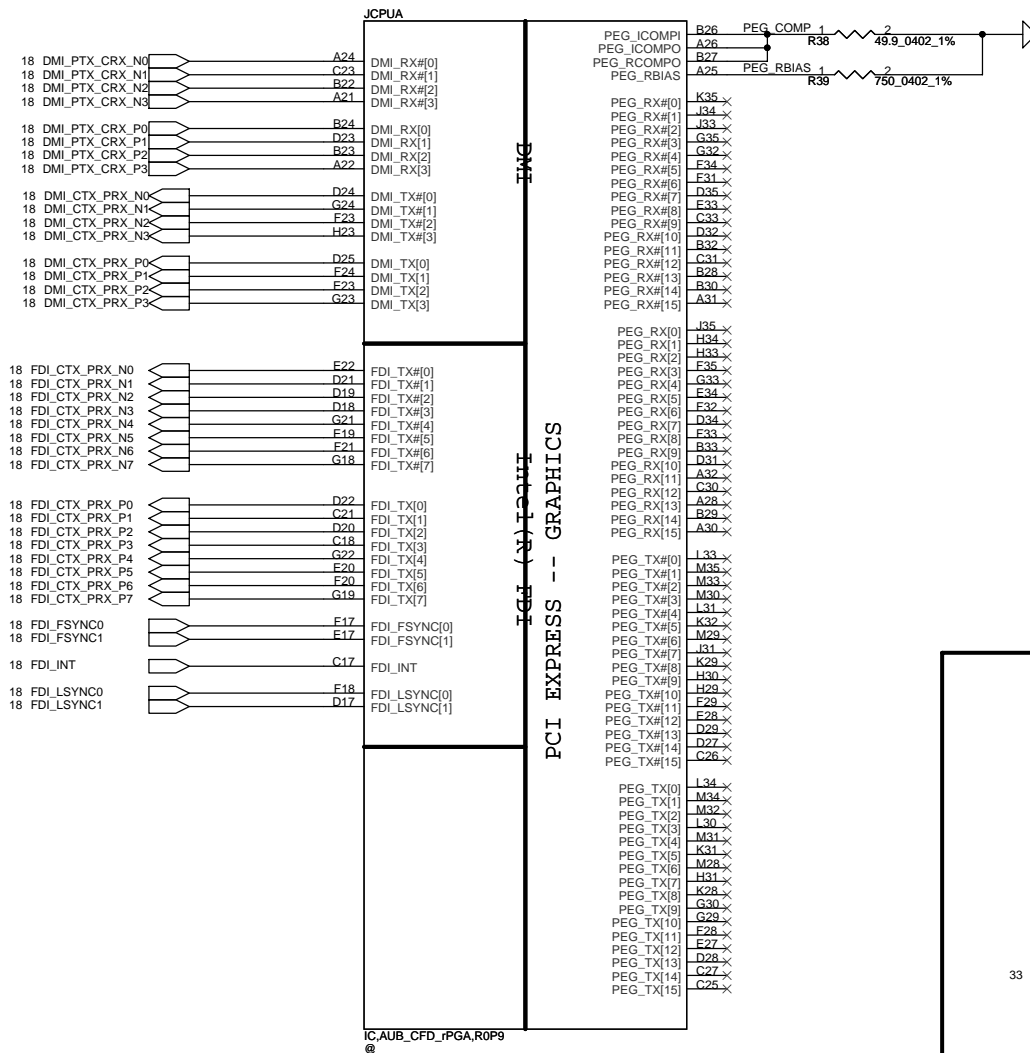 JCPUA
18 DMI_PTX_CRX_N0 A24 DMI_RX#[0]
18 DMI_PTX_CRX_N1 C23 DMI_RX#[1]
18 DMI_PTX_CRX_N2 B22 DMI_RX#[2]
18 DMI_PTX_CRX_N3 A21 DMI_RX#[3]
18 DMI_PTX_CRX_P0 B24 DMI_RX[0]
18 DMI_PTX_CRX_P1 D23 DMI_RX[1]
18 DMI_PTX_CRX_P2 B23 DMI_RX[2]
18 DMI_PTX_CRX_P3 A22 DMI_RX[3]
18 DMI_CTX_PRX_N0 D24 DMI_TX#[0]
18 DMI_CTX_PRX_N1 G24 DMI_TX#[1]
18 DMI_CTX_PRX_N2 F23 DMI_TX#[2]
18 DMI_CTX_PRX_N3 H23 DMI_TX#[3]
18 DMI_CTX_PRX_P0 D25 DMI_TX[0]
18 DMI_CTX_PRX_P1 F24 DMI_TX[1]
18 DMI_CTX_PRX_P2 E23 DMI_TX[2]
18 DMI_CTX_PRX_P3 G23 DMI_TX[3]
18 FDI_CTX_PRX_N0 E22 FDI_TX#[0]
18 FDI_CTX_PRX_N1 D21 FDI_TX#[1]
18 FDI_CTX_PRX_N2 D19 FDI_TX#[2]
18 FDI_CTX_PRX_N3 D18 FDI_TX#[3]
18 FDI_CTX_PRX_N4 G21 FDI_TX#[4]
18 FDI_CTX_PRX_N5 E19 FDI_TX#[5]
18 FDI_CTX_PRX_N6 F21 FDI_TX#[6]
18 FDI_CTX_PRX_N7 G18 FDI_TX#[7]
18 FDI_CTX_PRX_P0 D22 FDI_TX[0]
18 FDI_CTX_PRX_P1 C21 FDI_TX[1]
18 FDI_CTX_PRX_P2 D20 FDI_TX[2]
18 FDI_CTX_PRX_P3 C18 FDI_TX[3]
18 FDI_CTX_PRX_P4 G22 FDI_TX[4]
18 FDI_CTX_PRX_P5 E20 FDI_TX[5]
18 FDI_CTX_PRX_P6 F20 FDI_TX[6]
18 FDI_CTX_PRX_P7 G19 FDI_TX[7]
18 FDI_FSYNC0 F17 FDI_FSYNC[0]
18 FDI_FSYNC1 E17 FDI_FSYNC[1]
18 FDI_INT C17 FDI_INT
18 FDI_LSYNC0 F18 FDI_LSYNC[0]
18 FDI_LSYNC1 D17 FDI_LSYNC[1]
DMI
Intel(R) FDI
PCI EXPRESS -- GRAPHICS
PEG_ICOMPI B26 PEG_COMP 1 R38 2 49.9_0402_1%
PEG_ICOMPO A26
PEG_RCOMPO B27
PEG_RBIAS A25 PEG_RBIAS 1 R39 2 750_0402_1%
PEG_RX#[0] K35
PEG_RX#[1] J34
PEG_RX#[2] J33
PEG_RX#[3] G35
PEG_RX#[4] G32
PEG_RX#[5] F34
PEG_RX#[6] F31
PEG_RX#[7] D35
PEG_RX#[8] E33
PEG_RX#[9] C33
PEG_RX#[10] D32
PEG_RX#[11] B32
PEG_RX#[12] C31
PEG_RX#[13] B28
PEG_RX#[14] B30
PEG_RX#[15] A31
PEG_RX[0] J35
PEG_RX[1] H34
PEG_RX[2] H33
PEG_RX[3] F35
PEG_RX[4] G33
PEG_RX[5] E34
PEG_RX[6] F32
PEG_RX[7] D34
PEG_RX[8] F33
PEG_RX[9] B33
PEG_RX[10] D31
PEG_RX[11] A32
PEG_RX[12] C30
PEG_RX[13] A28
PEG_RX[14] B29
PEG_RX[15] A30
PEG_TX#[0] L33
PEG_TX#[1] M35
PEG_TX#[2] M33
PEG_TX#[3] M30
PEG_TX#[4] L31
PEG_TX#[5] K32
PEG_TX#[6] M29
PEG_TX#[7] J31
PEG_TX#[8] K29
PEG_TX#[9] H30
PEG_TX#[10] H29
PEG_TX#[11] F29
PEG_TX#[12] E28
PEG_TX#[13] D29
PEG_TX#[14] D27
PEG_TX#[15] C26
PEG_TX[0] L34
PEG_TX[1] M34
PEG_TX[2] M32
PEG_TX[3] L30
PEG_TX[4] M31
PEG_TX[5] K31
PEG_TX[6] M28
PEG_TX[7] H31
PEG_TX[8] K28
PEG_TX[9] G30
PEG_TX[10] G29
PEG_TX[11] F28
PEG_TX[12] E27
PEG_TX[13] D28
PEG_TX[14] C27
PEG_TX[15] C25
33
IC,AUB_CFD_rPGA,R0P9
@